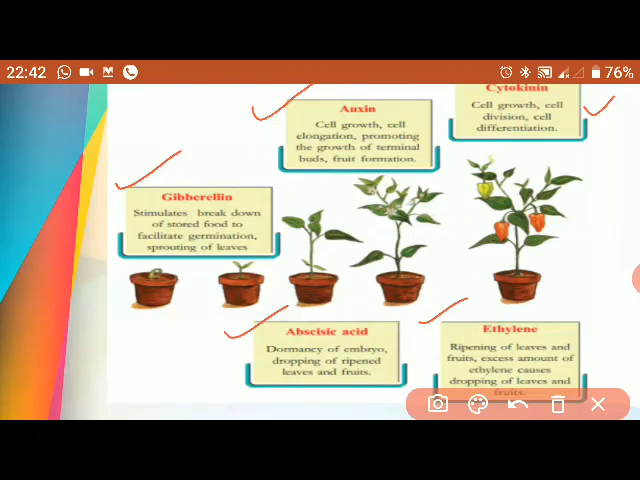 22:42
76%
Cytokinin
Cell growth, cell
division, cell
differentiation.
Auxin
Cell growth, cell
elongation, promoting
the growth of terminal
buds, fruit formation.
Gibberellin
Stimulates break down
of stored food to
facilitate germination,
sprouting of leaves
Abscisic acid
Dormancy of embryo,
dropping of ripened
leaves and fruits.
Ethylene
Ripening of leaves and
fruits, excess amount of
ethylene causes
dropping of leaves and
fruits.